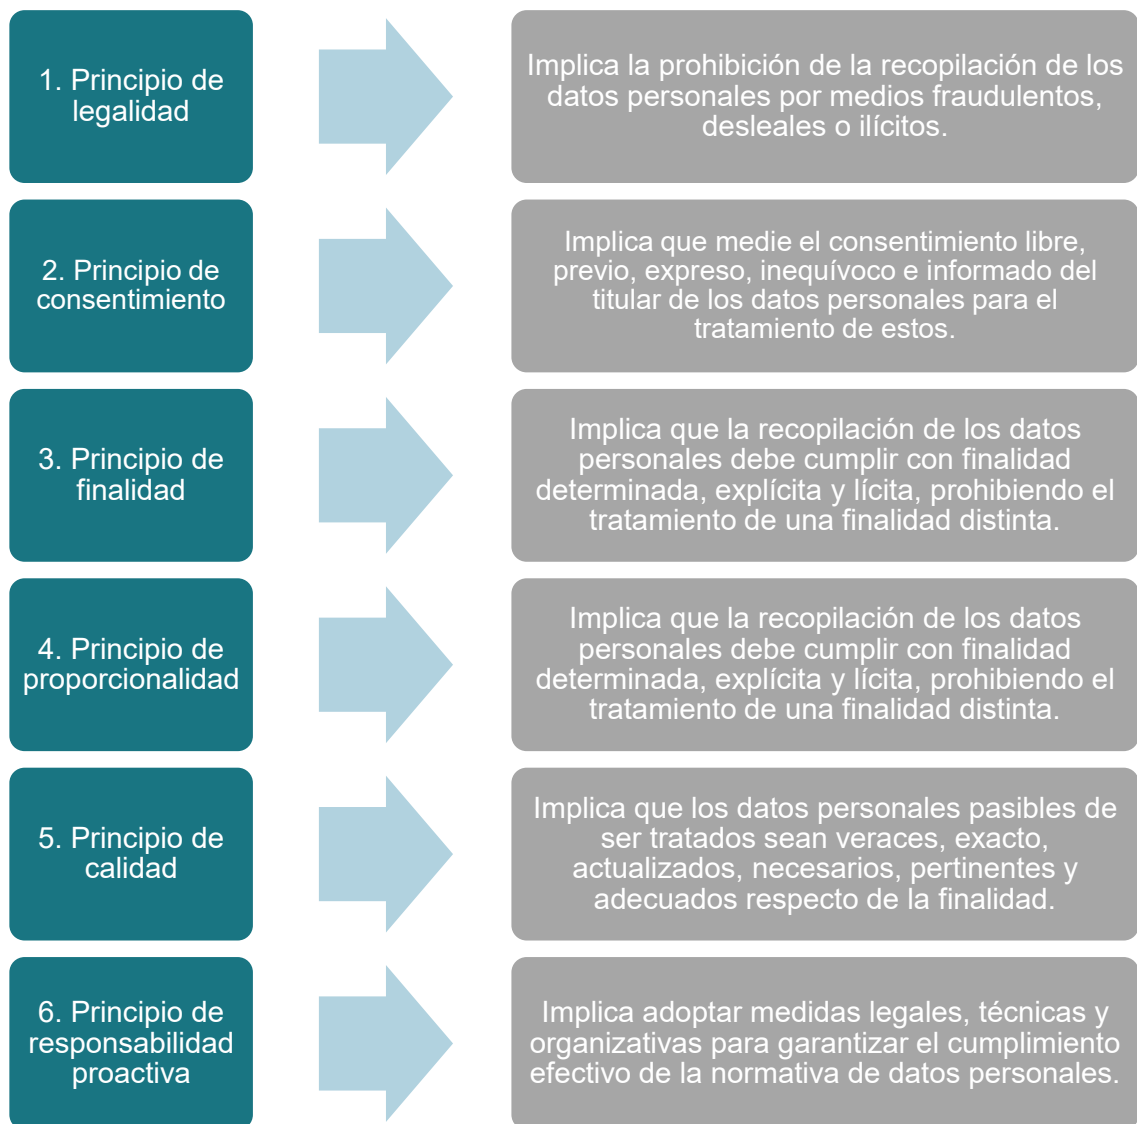 1. Principio de
legalidad
Implica la prohibición de la recopilación de los
datos personales por medios fraudulentos,
desleales o ilícitos.
2. Principio de
consentimiento
Implica que medie el consentimiento libre,
previo, expreso, inequívoco e informado del
titular de los datos personales para el
tratamiento de estos.
3. Principio de
finalidad
Implica que la recopilación de los datos
personales debe cumplir con finalidad
determinada, explícita y lícita, prohibiendo el
tratamiento de una finalidad distinta.
4. Principio de
proporcionalidad
Implica que la recopilación de los datos
personales debe cumplir con finalidad
determinada, explícita y lícita, prohibiendo el
tratamiento de una finalidad distinta.
5. Principio de
calidad
Implica que los datos personales pasibles de
ser tratados sean veraces, exacto,
actualizados, necesarios, pertinentes y
adecuados respecto de la finalidad.
6. Principio de
responsabilidad
proactiva
Implica adoptar medidas legales, técnicas y
organizativas para garantizar el cumplimiento
efectivo de la normativa de datos personales.